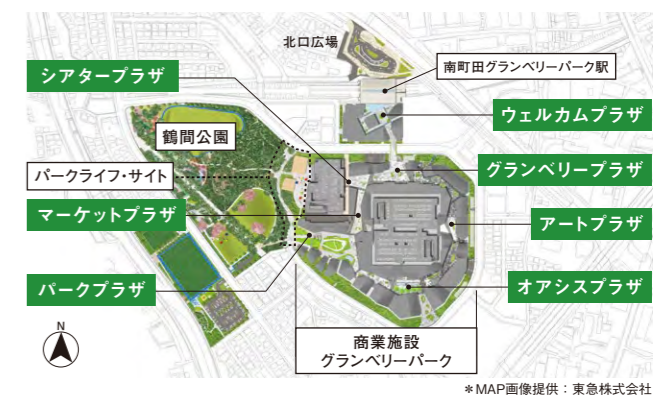 北口広場
シアタープラザ
南町田グランベリーパーク駅
ウェルカムプラザ
鶴間公園
パークライフ・サイト
グランベリープラザ
マーケットプラザ
アートプラザ
パークプラザ
オアシスプラザ
N
商業施設
グランベリーパーク
＊MAP画像提供：東急株式会社